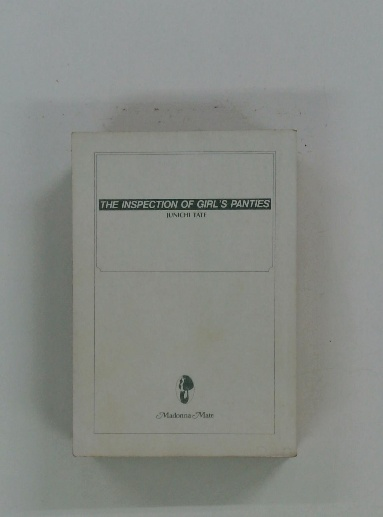 THE INSPECTION OF GIRL'S PANTIES
JUNICHI TATE
Madonna Mate